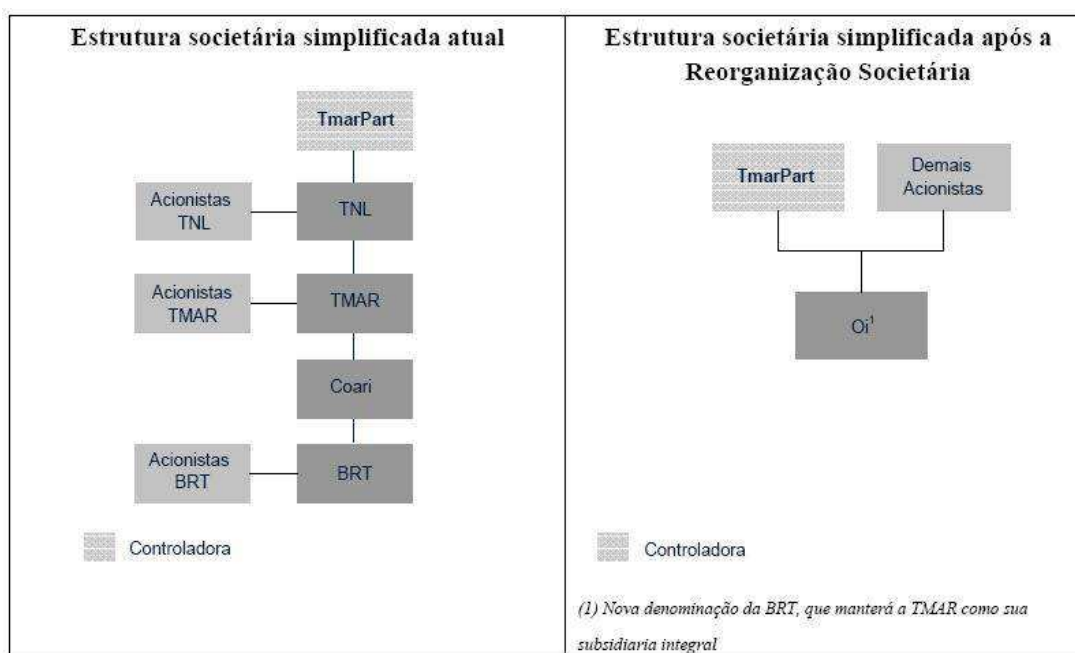 Estrutura societária simplificada atual
TmarPart
Acionistas
TNL
TNL
Acionistas
TMAR
TMAR
Coari
Acionistas
BRT
BRT
Controladora
Estrutura societária simplificada após a
Reorganização Societária
TmarPart
Demais
Acionistas
Oi¹
Controladora
(1) Nova denominação da BRT, que manterá a TMAR como sua
subsidiaria integral